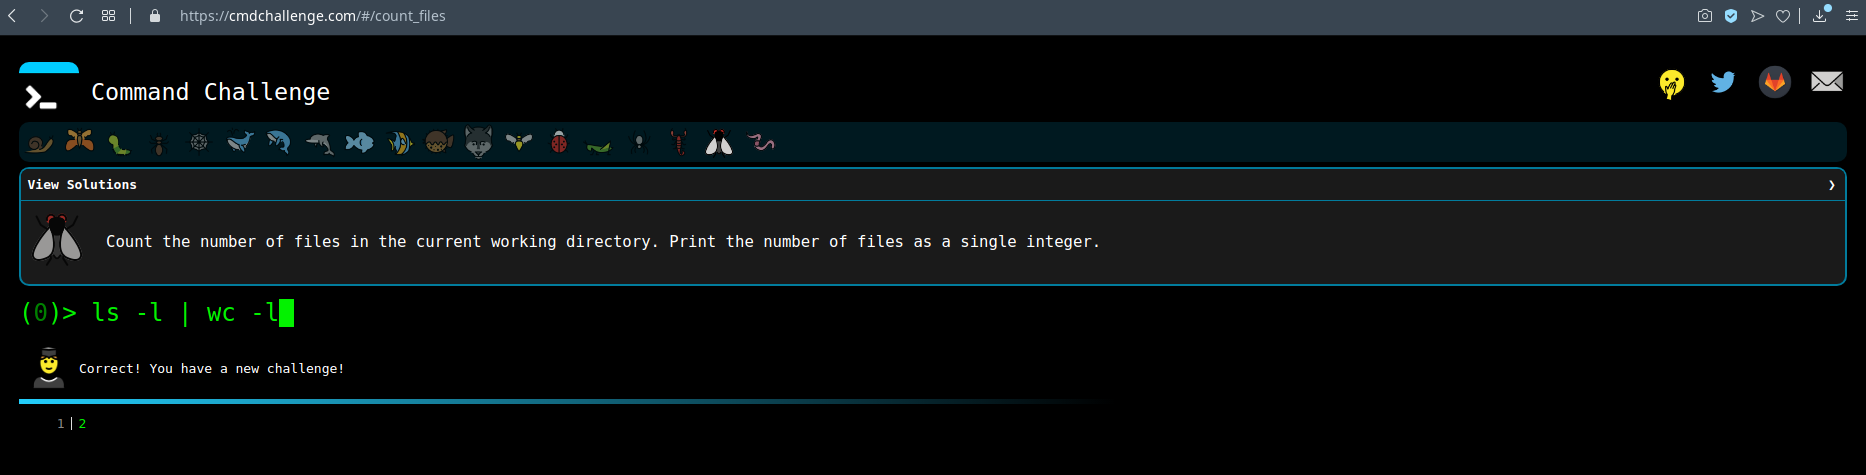 https://cmdchallenge.com/#/count_files
Command Challenge
View Solutions
Count the number of files in the current working directory. Print the number of files as a single integer.
(0)> ls -l | wc -l
Correct! You have a new challenge!
1 2